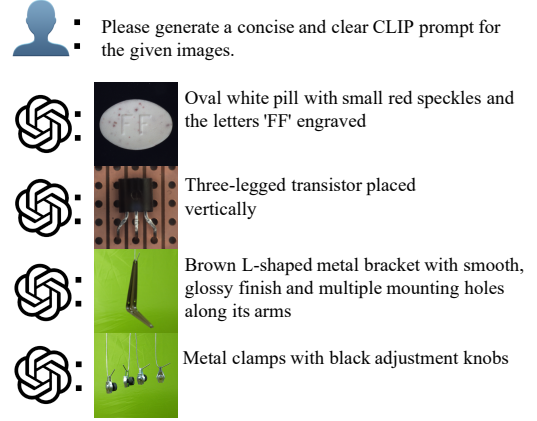 Please generate a concise and clear CLIP prompt for
the given images.
Oval white pill with small red speckles and
the letters 'FF' engraved
FF
Three-legged transistor placed
vertically
Brown L-shaped metal bracket with smooth,
glossy finish and multiple mounting holes
along its arms
Metal clamps with black adjustment knobs